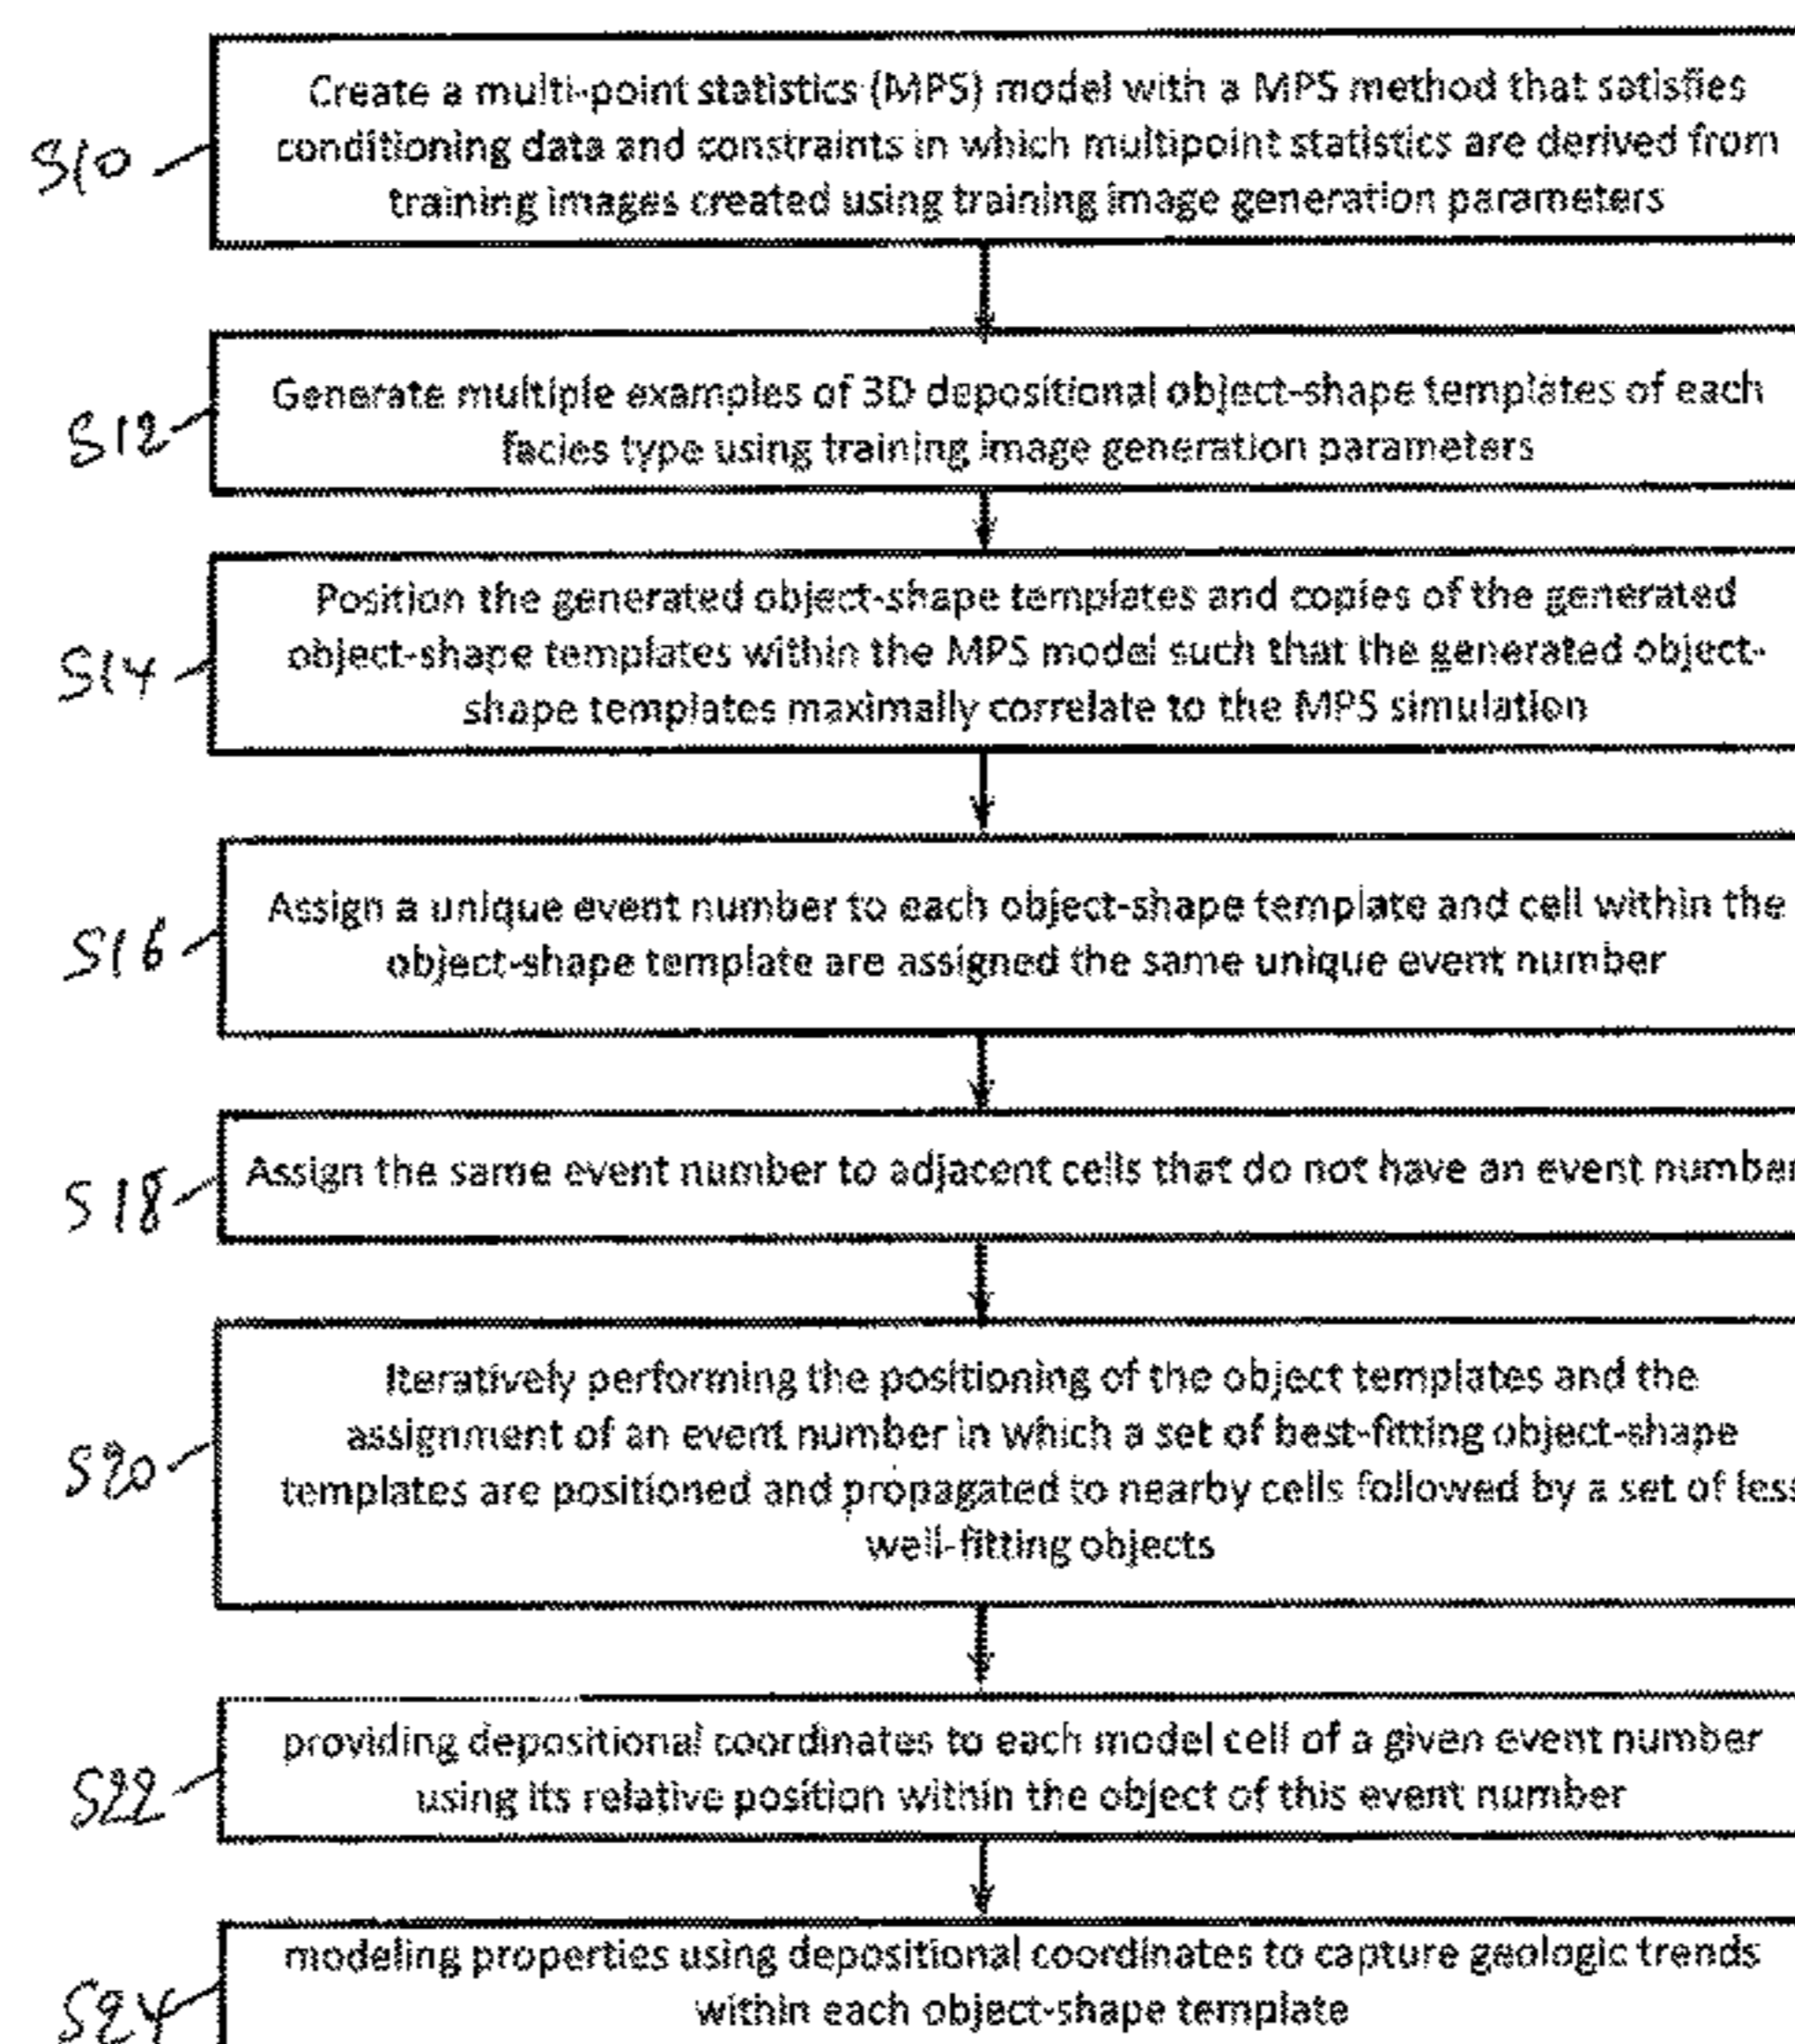 S10
Create a multi-point statistics (MPS) model with a MPS method that satisfies
conditioning data and constraints in which multipoint statistics are derived from
training images created using training image generation parameters
S12
Generate multiple examples of 3D depositional object-shape templates of each
facies type using training image generation parameters
S14
Position the generated object-shape templates and copies of the generated
object-shape templates within the MPS model such that the generated object-
shape templates maximally correlate to the MPS simulation
S16
Assign a unique event number to each object-shape template and cell within the
object-shape template are assigned the same unique event number
S18
Assign the same event number to adjacent cells that do not have an event number
S20
Iteratively performing the positioning of the object templates and the
assignment of an event number in which a set of best-fitting object-shape
templates are positioned and propagated to nearby cells followed by a set of less
well-fitting objects
S22
providing depositional coordinates to each model cell of a given event number
using its relative position within the object of this event number
S24
modeling properties using depositional coordinates to capture geologic trends
within each object-shape template